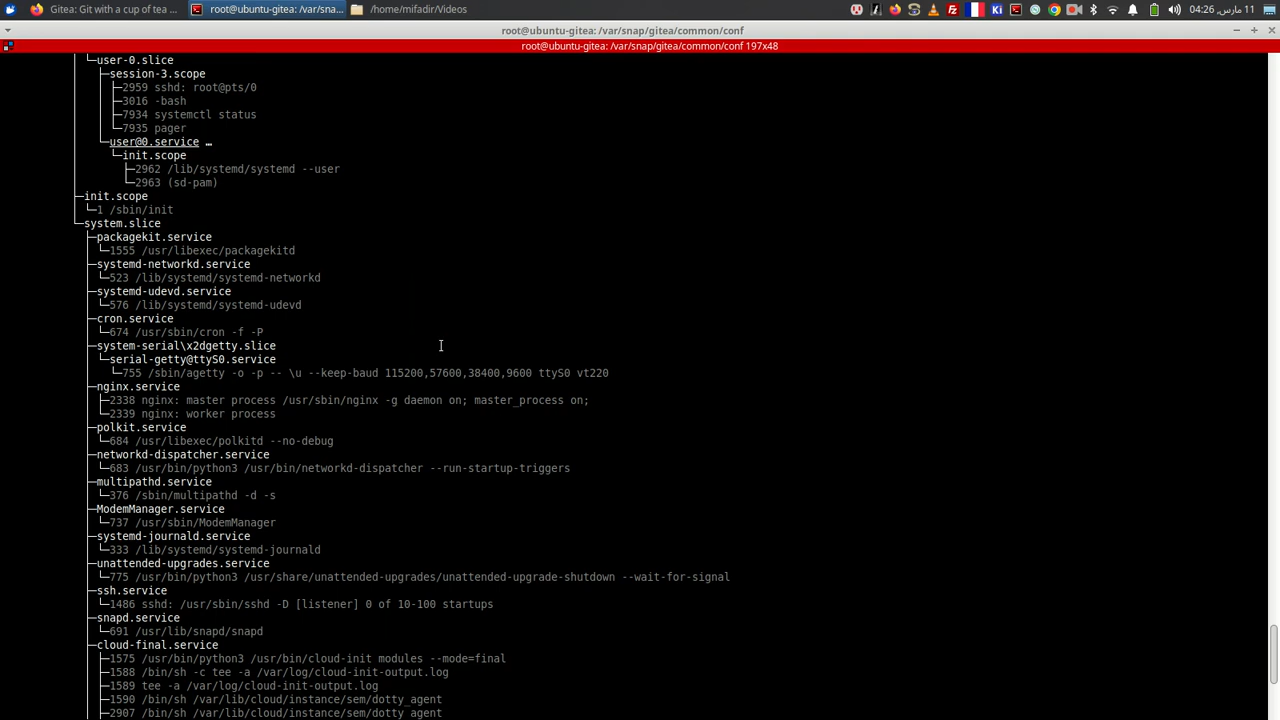 Gitea: Git with a cup of tea ...
root@ubuntu-gitea: /var/sna...
/home/mifadir/Videos
Ki
11 مارس, 04:26
root@ubuntu-gitea: /var/snap/gitea/common/conf
root@ubuntu-gitea: /var/snap/gitea/common/conf 197x48
│ └─user-0.slice
│   ├─session-3.scope
│   │ ├─2959 sshd: root@pts/0
│   │ ├─3016 -bash
│   │ ├─7934 systemctl status
│   │ └─7935 pager
│   └─user@0.service …
│     └─init.scope
│       ├─2962 /lib/systemd/systemd --user
│       └─2963 (sd-pam)
├─init.scope
│ └─1 /sbin/init
└─system.slice
  ├─packagekit.service
  │ └─1555 /usr/libexec/packagekitd
  ├─systemd-networkd.service
  │ └─523 /lib/systemd/systemd-networkd
  ├─systemd-udevd.service
  │ └─576 /lib/systemd/systemd-udevd
  ├─cron.service
  │ └─674 /usr/sbin/cron -f -P
  ├─system-serial\x2dgetty.slice
  │ └─serial-getty@ttyS0.service
  │   └─755 /sbin/agetty -o -p -- \u --keep-baud 115200,57600,38400,9600 ttyS0 vt220
  ├─nginx.service
  │ ├─2338 nginx: master process /usr/sbin/nginx -g daemon on; master_process on;
  │ └─2339 nginx: worker process
  ├─polkit.service
  │ └─684 /usr/libexec/polkitd --no-debug
  ├─networkd-dispatcher.service
  │ └─683 /usr/bin/python3 /usr/bin/networkd-dispatcher --run-startup-triggers
  ├─multipathd.service
  │ └─376 /sbin/multipathd -d -s
  ├─ModemManager.service
  │ └─737 /usr/sbin/ModemManager
  ├─systemd-journald.service
  │ └─333 /lib/systemd/systemd-journald
  ├─unattended-upgrades.service
  │ └─775 /usr/bin/python3 /usr/share/unattended-upgrades/unattended-upgrade-shutdown --wait-for-signal
  ├─ssh.service
  │ └─1486 sshd: /usr/sbin/sshd -D [listener] 0 of 10-100 startups
  ├─snapd.service
  │ └─691 /usr/lib/snapd/snapd
  ├─cloud-final.service
  │ ├─1575 /usr/bin/python3 /usr/bin/cloud-init modules --mode=final
  │ ├─1588 /bin/sh -c tee -a /var/log/cloud-init-output.log
  │ ├─1589 tee -a /var/log/cloud-init-output.log
  │ ├─1590 /bin/sh /var/lib/cloud/instance/sem/dotty_agent
  │ ├─2907 /bin/sh /var/lib/cloud/instance/sem/dotty_agent